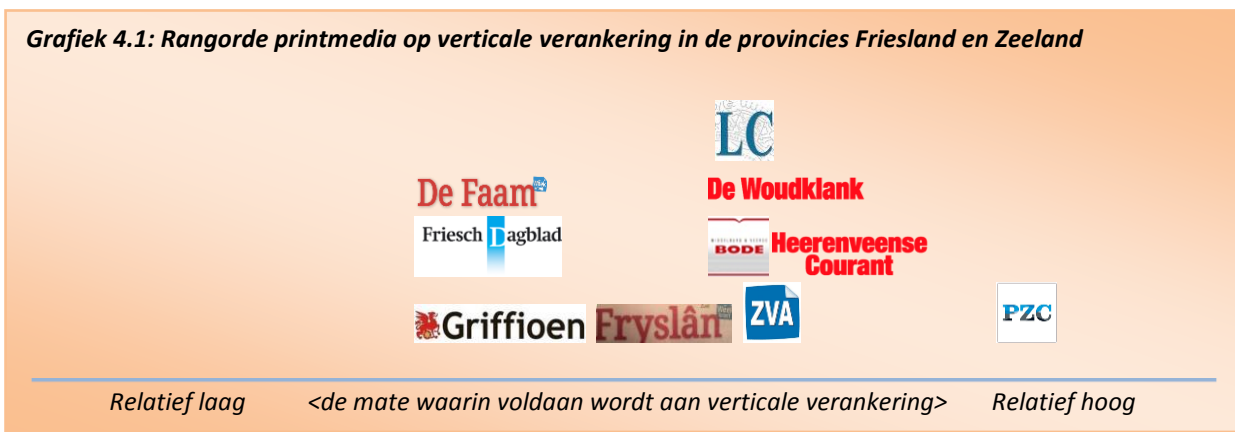 Grafiek 4.1: Rangorde printmedia op verticale verankering in de provincies Friesland en Zeeland
LC
De Faam
De Woudklank
Friesch Dagblad
BODE
Heerenveense
Courant
Griffioen
Fryslân
ZVA
PZC
Relatief laag <de mate waarin voldaan wordt aan verticale verankering> Relatief hoog